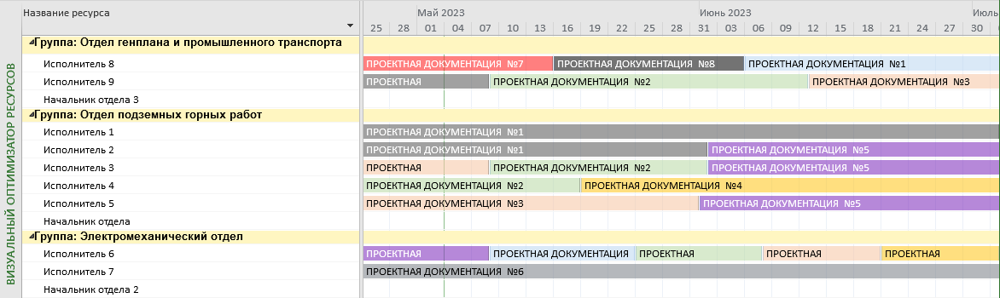 ВИЗУАЛЬНЫЙ ОПТИМИЗАТОР РЕСУРСОВ
Название ресурса
Май 2023 Июнь 2023 Июль
25 28 01 04 07 10 13 16 19 22 25 28 31 03 06 09 12 15 18 21 24 27 30
Группа: Отдел генплана и промышленного транспорта
Исполнитель 8 ПРОЕКТНАЯ ДОКУМЕНТАЦИЯ №7 ПРОЕКТНАЯ ДОКУМЕНТАЦИЯ №8 ПРОЕКТНАЯ ДОКУМЕНТАЦИЯ №1
Исполнитель 9 ПРОЕКТНАЯ ПРОЕКТНАЯ ДОКУМЕНТАЦИЯ №2 ПРОЕКТНАЯ ДОКУМЕНТАЦИЯ №3
Начальник отдела 3
Группа: Отдел подземных горных работ
Исполнитель 1 ПРОЕКТНАЯ ДОКУМЕНТАЦИЯ №1
Исполнитель 2 ПРОЕКТНАЯ ДОКУМЕНТАЦИЯ №1 ПРОЕКТНАЯ ДОКУМЕНТАЦИЯ №5
Исполнитель 3 ПРОЕКТНАЯ ПРОЕКТНАЯ ДОКУМЕНТАЦИЯ №2 ПРОЕКТНАЯ ДОКУМЕНТАЦИЯ №5
Исполнитель 4 ПРОЕКТНАЯ ДОКУМЕНТАЦИЯ №2 ПРОЕКТНАЯ ДОКУМЕНТАЦИЯ №4
Исполнитель 5 ПРОЕКТНАЯ ДОКУМЕНТАЦИЯ №3 ПРОЕКТНАЯ ДОКУМЕНТАЦИЯ №5
Начальник отдела
Группа: Электромеханический отдел
Исполнитель 6 ПРОЕКТНАЯ ПРОЕКТНАЯ ДОКУМЕНТАЦИЯ ПРОЕКТНАЯ ПРОЕКТНАЯ ПРОЕКТНАЯ
Исполнитель 7 ПРОЕКТНАЯ ДОКУМЕНТАЦИЯ №6
Начальник отдела 2